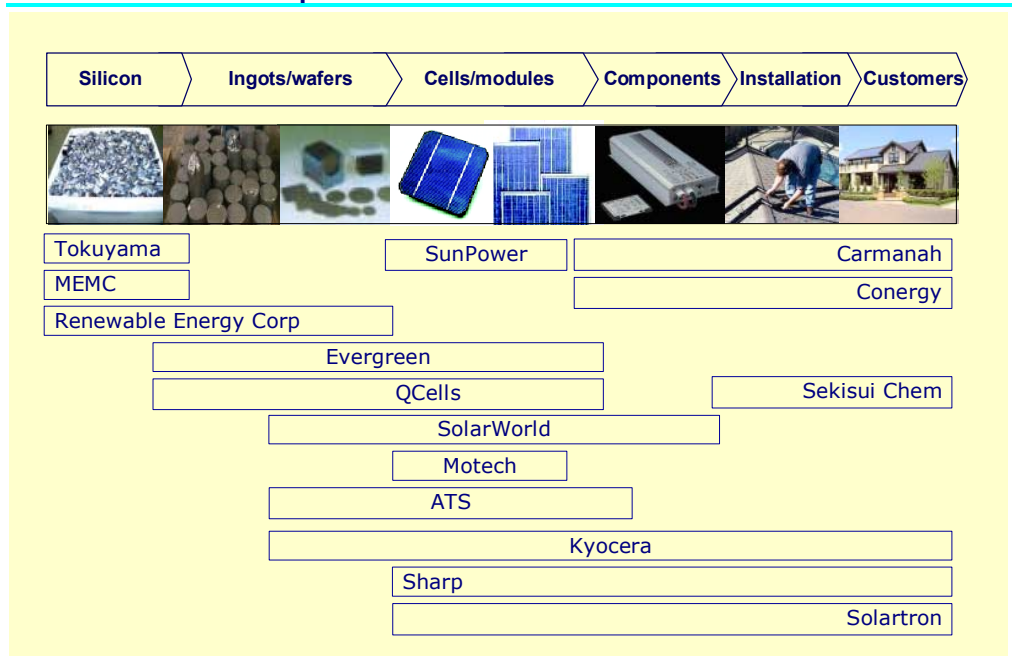 Silicon
Ingots/wafers
Cells/modules
Components
Installation
Customers
Tokuyama
SunPower
Carmanah
MEMC
Conergy
Renewable Energy Corp
Evergreen
QCells
Sekisui Chem
SolarWorld
Motech
ATS
Kyocera
Sharp
Solartron